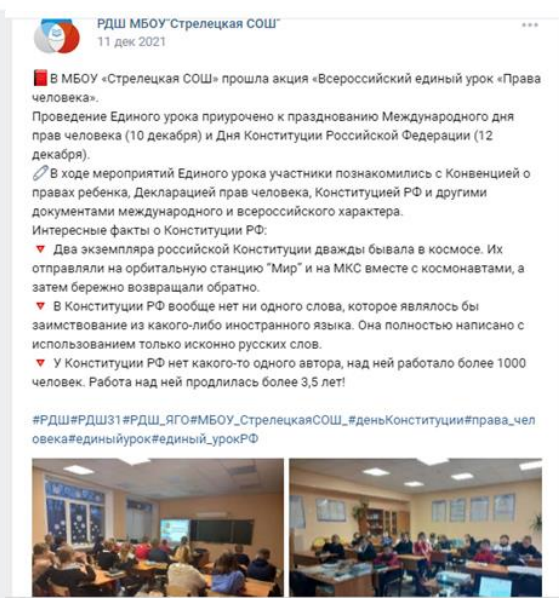 РДШ МБОУ"Стрелецкая СОШ"
11 дек 2021
В МБОУ «Стрелецкая СОШ» прошла акция «Всероссийский единый урок «Права
человека».
Проведение Единого урока приурочено к празднованию Международного дня
прав человека (10 декабря) и Дня Конституции Российской Федерации (12
декабря).
В ходе мероприятий Единого урока участники познакомились с Конвенцией о
правах ребенка, Декларацией прав человека, Конституцией РФ и другими
документами международного и всероссийского характера.
Интересные факты о Конституции РФ:
Два экземпляра российской Конституции дважды бывала в космосе. Их
отправляли на орбитальную станцию "Мир" и на МКС вместе с космонавтами, а
затем бережно возвращали обратно.
В Конституции РФ вообще нет ни одного слова, которое являлось бы
заимствование из какого-либо иностранного языка. Она полностью написано с
использованием только исконно русских слов.
У Конституции РФ нет какого-то одного автора, над ней работало более 1000
человек. Работа над ней продлилась более 3,5 лет!
#РДШ#РДШ31#РДШ_ЯГО#МБОУ_СтрелецкаяСОШ_#деньКонституции#права_чел
овека#единыйурок#единый_урокРФ